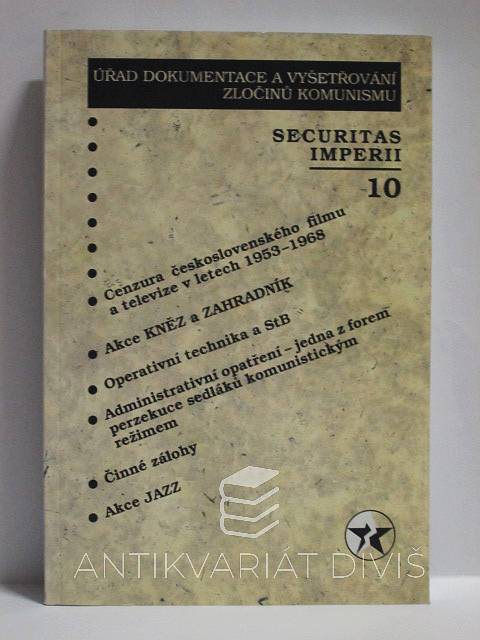 ÚŘAD DOKUMENTACE A VYŠETŘOVÁNÍ
ZLOČINŮ KOMUNISMU
SECURITAS
IMPERII
10
Cenzura československého filmu
a televize v letech 1953–1968
Akce KNĚZ a ZAHRADNÍK
Operativní technika a StB
Administrativní opatření – jedna z forem
perzekuce sedláků komunistickým
režimem
Činné zálohy
Akce JAZZ
ANTIKVARIÁT DIVIŠ